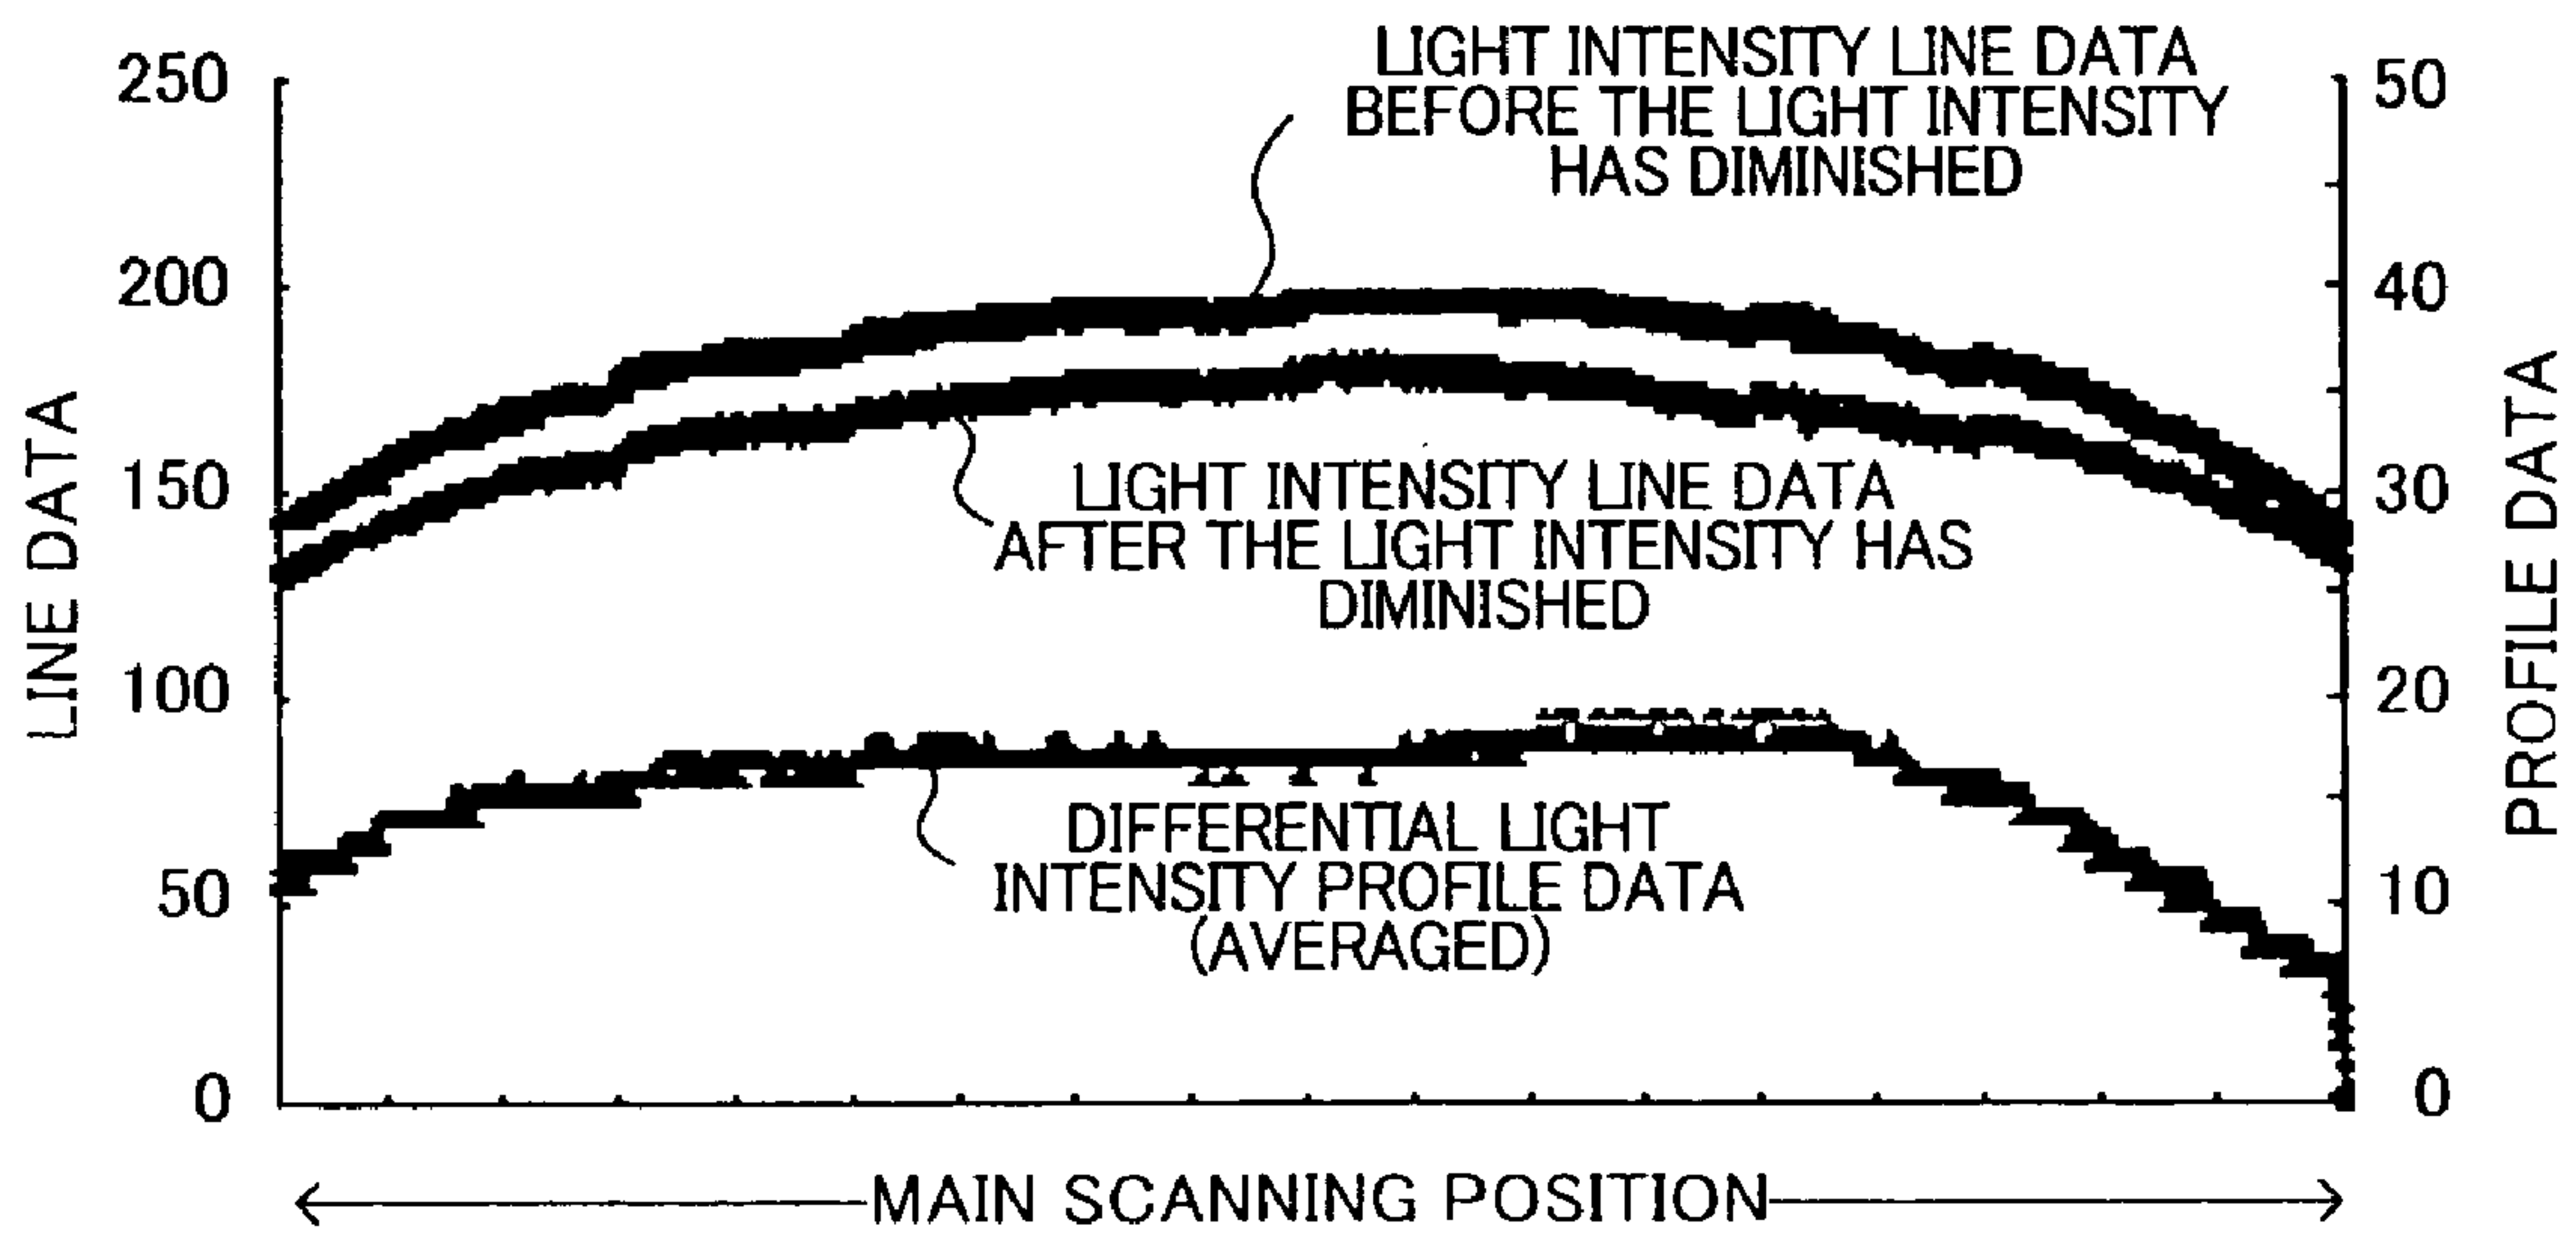 LIGHT INTENSITY LINE DATA
BEFORE THE LIGHT INTENSITY
HAS DIMINISHED
250
200
150
100
50
0
LINE DATA
50
40
30
20
10
0
PROFILE DATA
LIGHT INTENSITY LINE DATA
AFTER THE LIGHT INTENSITY HAS
DIMINISHED
DIFFERENTIAL LIGHT
INTENSITY PROFILE DATA
(AVERAGED)
MAIN SCANNING POSITION